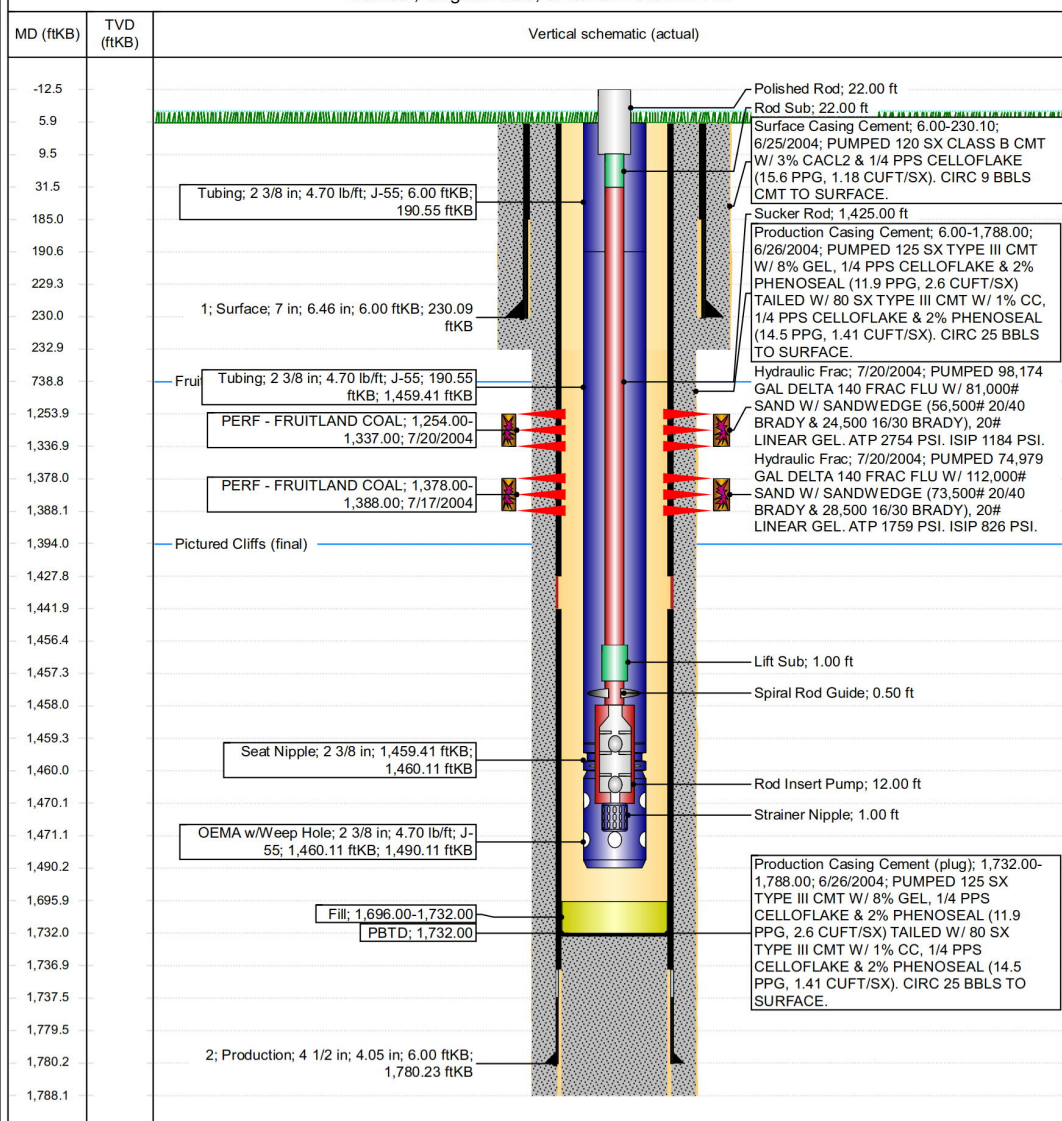 MD (ftKB)
TVD
(ftKB)
Vertical schematic (actual)
-12.5
5.9
9.5
31.5
185.0
190.6
229.3
230.0
232.9
738.8
1,253.9
1,336.9
1,378.0
1,388.1
1,394.0
1,427.8
1,441.9
1,456.4
1,457.3
1,458.0
1,459.3
1,460.0
1,470.1
1,471.1
1,490.2
1,695.9
1,732.0
1,736.9
1,737.5
1,779.5
1,780.2
1,788.1
Tubing; 2 3/8 in; 4.70 lb/ft; J-55; 6.00 ftKB;
190.55 ftKB
1; Surface; 7 in; 6.46 in; 6.00 ftKB; 230.09
ftKB
Fruit
Tubing; 2 3/8 in; 4.70 lb/ft; J-55; 190.55
ftKB; 1,459.41 ftKB
PERF - FRUITLAND COAL; 1,254.00-
1,337.00; 7/20/2004
PERF - FRUITLAND COAL; 1,378.00-
1,388.00; 7/17/2004
Pictured Cliffs (final)
Seat Nipple; 2 3/8 in; 1,459.41 ftKB;
1,460.11 ftKB
OEMA w/Weep Hole; 2 3/8 in; 4.70 lb/ft; J-
55; 1,460.11 ftKB; 1,490.11 ftKB
Fill; 1,696.00-1,732.00
PBTD; 1,732.00
2; Production; 4 1/2 in; 4.05 in; 6.00 ftKB;
1,780.23 ftKB
Polished Rod; 22.00 ft
Rod Sub; 22.00 ft
Surface Casing Cement; 6.00-230.10;
6/25/2004; PUMPED 120 SX CLASS B CMT
W/ 3% CACL2 & 1/4 PPS CELLOFLAKE
(15.6 PPG, 1.18 CUFT/SX). CIRC 9 BBLS
CMT TO SURFACE.
Sucker Rod; 1,425.00 ft
Production Casing Cement; 6.00-1,788.00;
6/26/2004; PUMPED 125 SX TYPE III CMT
W/ 8% GEL, 1/4 PPS CELLOFLAKE & 2%
PHENOSEAL (11.9 PPG, 2.6 CUFT/SX)
TAILED W/ 80 SX TYPE III CMT W/ 1% CC,
1/4 PPS CELLOFLAKE & 2% PHENOSEAL
(14.5 PPG, 1.41 CUFT/SX). CIRC 25 BBLS
TO SURFACE.
Hydraulic Frac; 7/20/2004; PUMPED 98,174
GAL DELTA 140 FRAC FLU W/ 81,000#
SAND W/ SANDWEDGE (56,500# 20/40
BRADY & 24,500 16/30 BRADY), 20#
LINEAR GEL. ATP 2754 PSI. ISIP 1184 PSI.
Hydraulic Frac; 7/20/2004; PUMPED 74,979
GAL DELTA 140 FRAC FLU W/ 112,000#
SAND W/ SANDWEDGE (73,500# 20/40
BRADY & 28,500 16/30 BRADY), 20#
LINEAR GEL. ATP 1759 PSI. ISIP 826 PSI.
Lift Sub; 1.00 ft
Spiral Rod Guide; 0.50 ft
Rod Insert Pump; 12.00 ft
Strainer Nipple; 1.00 ft
Production Casing Cement (plug); 1,732.00-
1,788.00; 6/26/2004; PUMPED 125 SX
TYPE III CMT W/ 8% GEL, 1/4 PPS
CELLOFLAKE & 2% PHENOSEAL (11.9
PPG, 2.6 CUFT/SX) TAILED W/ 80 SX
TYPE III CMT W/ 1% CC, 1/4 PPS
CELLOFLAKE & 2% PHENOSEAL (14.5
PPG, 1.41 CUFT/SX). CIRC 25 BBLS TO
SURFACE.